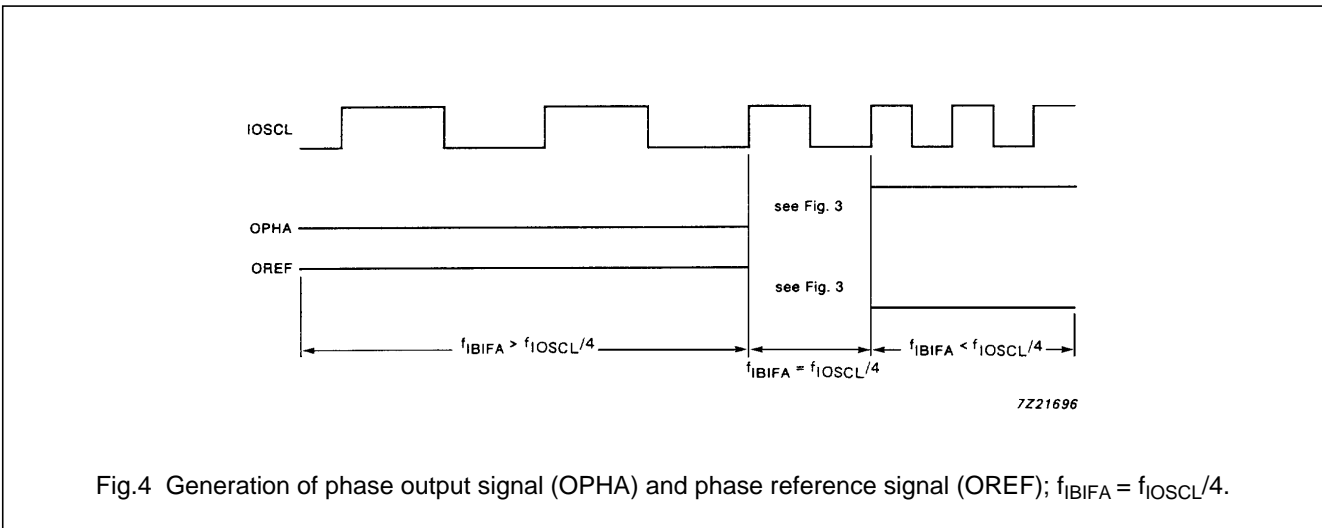 IOSCL
see Fig. 3
OPHA
OREF
see Fig. 3
fIBIFA > fIOSCL/4
fIBIFA = fIOSCL/4
fIBIFA < fIOSCL/4
7Z21696
Fig.4 Generation of phase output signal (OPHA) and phase reference signal (OREF); fIBIFA = fIOSCL/4.